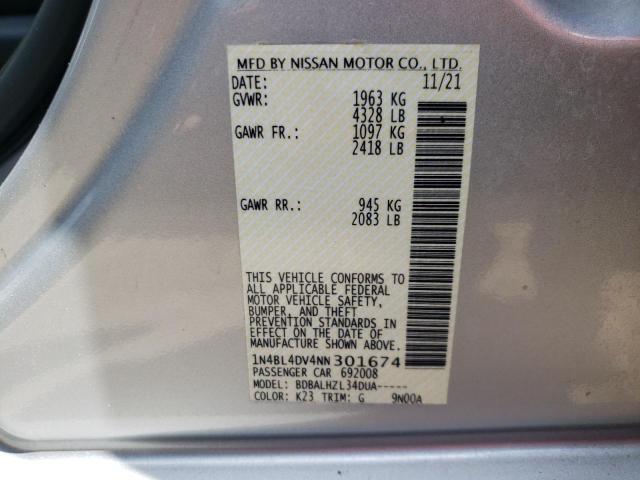 MFD BY NISSAN MOTOR CO., LTD.
DATE: 11/21
GVWR: 1963 KG
4328 LB
GAWR FR.: 1097 KG
2418 LB
GAWR RR.: 945 KG
2083 LB
THIS VEHICLE CONFORMS TO
ALL APPLICABLE FEDERAL
MOTOR VEHICLE SAFETY,
BUMPER, AND THEFT
PREVENTION STANDARDS IN
EFFECT ON THE DATE OF
MANUFACTURE SHOWN ABOVE.
1N4BL4DV4NN301674
PASSENGER CAR 692008
MODEL: BDBALHZL34DUA-----
COLOR: K23 TRIM: G 9N00A